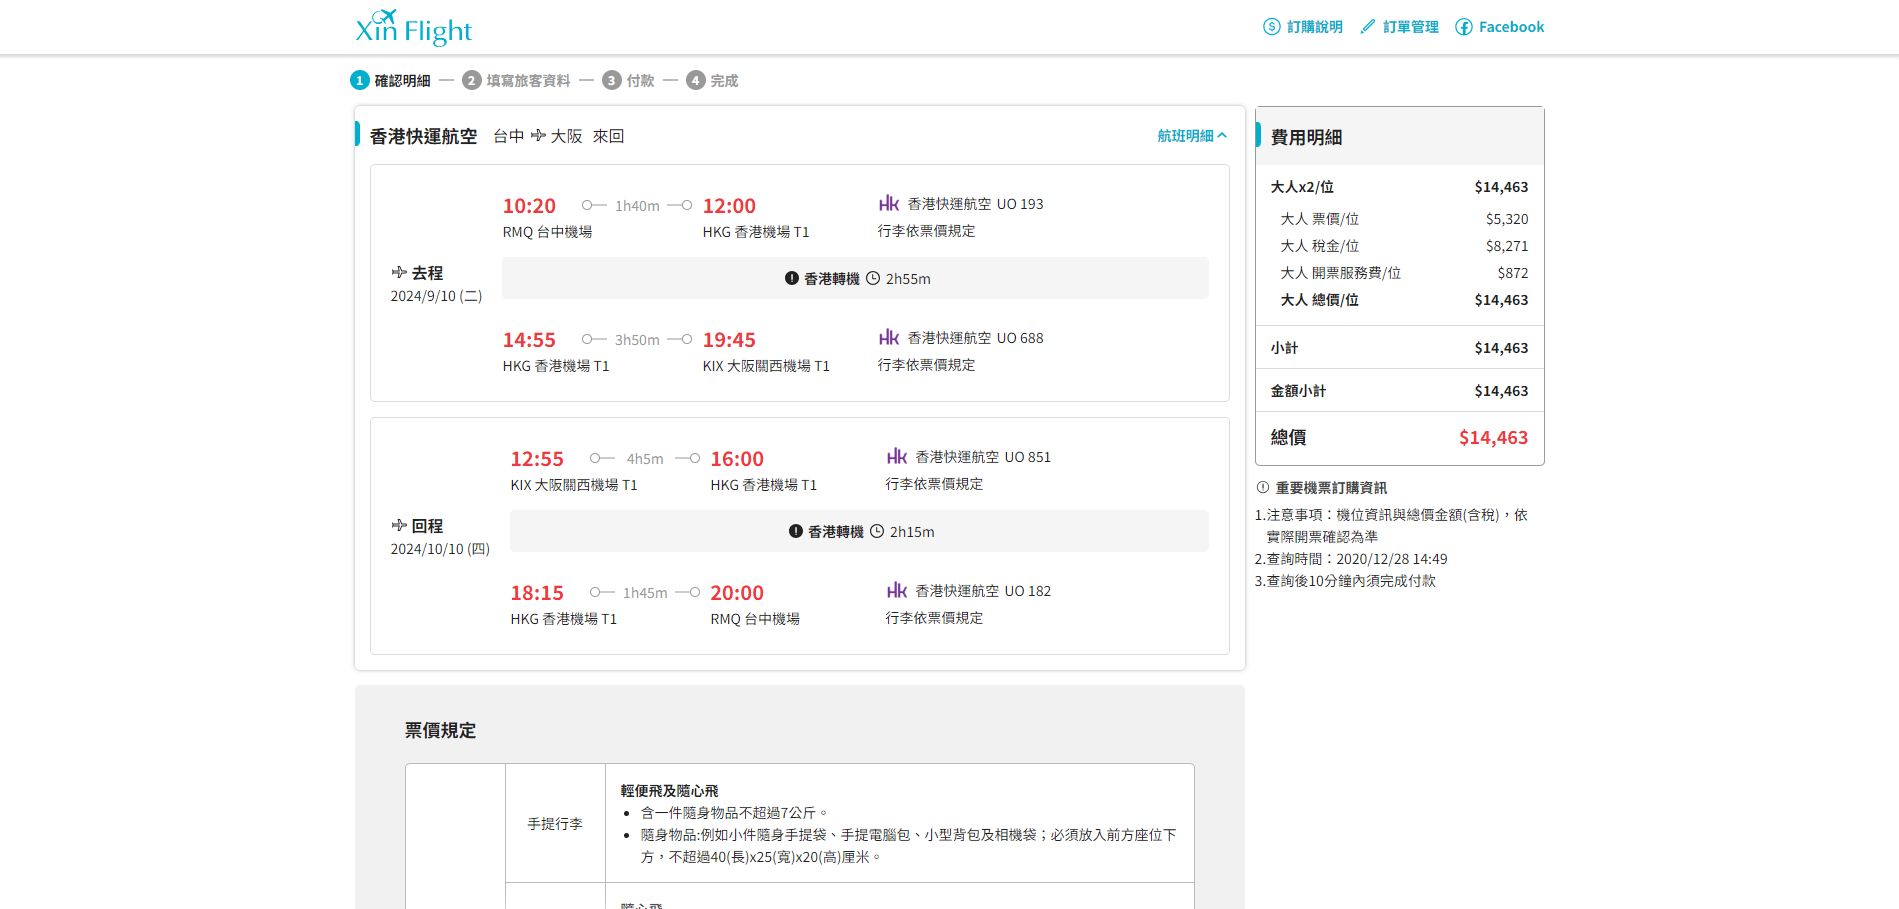 Xin Flight
訂購說明 訂單管理 Facebook
1 確認明細 2 填寫旅客資料 3 付款 4 完成
香港快運航空 台中 大阪 來回 航班明細
去程
2024/9/10 (二)
10:20 1h40m 12:00 香港快運航空 UO 193
RMQ 台中機場 HKG 香港機場 T1 行李依票價規定
香港轉機 2h55m
14:55 3h50m 19:45 香港快運航空 UO 688
HKG 香港機場 T1 KIX 大阪關西機場 T1 行李依票價規定
回程
2024/10/10 (四)
12:55 4h5m 16:00 香港快運航空 UO 851
KIX 大阪關西機場 T1 HKG 香港機場 T1 行李依票價規定
香港轉機 2h15m
18:15 1h45m 20:00 香港快運航空 UO 182
HKG 香港機場 T1 RMQ 台中機場 行李依票價規定
費用明細
大人x2/位 $14,463
大人 票價/位 $5,320
大人 稅金/位 $8,271
大人 開票服務費/位 $872
大人 總價/位 $14,463
小計 $14,463
金額小計 $14,463
總價 $14,463
重要機票訂購資訊
1.注意事項：機位資訊與總價金額(含稅)，依
實際開票確認為準
2.查詢時間：2020/12/28 14:49
3.查詢後10分鐘內須完成付款
票價規定
手提行李
輕便飛及隨心飛
• 含一件隨身物品不超過7公斤。
• 隨身物品:例如小件隨身手提袋、手提電腦包、小型背包及相機袋；必須放入前方座位下
方，不超過40(長)x25(寬)x20(高)厘米。
隨心飛